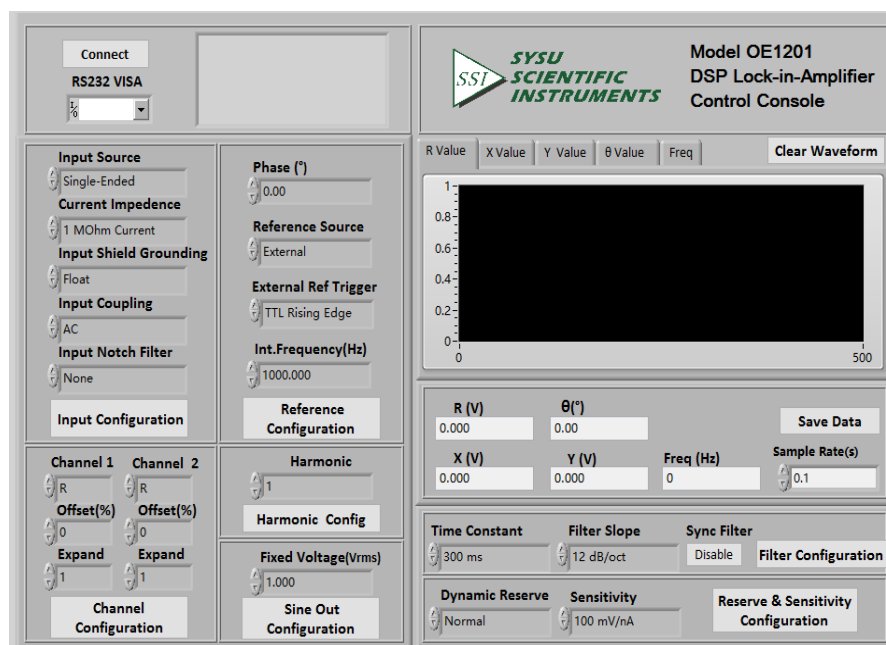 Connect
RS232 VISA
I/O
SSI
SYSU
SCIENTIFIC
INSTRUMENTS
Model OE1201
DSP Lock-in-Amplifier
Control Console
Input Source
Single-Ended
Current Impedence
1 MOhm Current
Input Shield Grounding
Float
Input Coupling
AC
Input Notch Filter
None
Input Configuration
Phase (°)
0.00
Reference Source
External
External Ref Trigger
TTL Rising Edge
Int.Frequency(Hz)
1000.000
Reference
Configuration
R Value X Value Y Value θ Value Freq
Clear Waveform
1
0.8
0.6
0.4
0.2
0
0 500
R (V) θ(°)
0.000 0.00
Save Data
X (V) Y (V) Freq (Hz) Sample Rate(s)
0.000 0.000 0 0.1
Channel 1 Channel 2
R R
Offset(%) Offset(%)
0 0
Expand Expand
1 1
Channel
Configuration
Harmonic
1
Harmonic Config
Fixed Voltage(Vrms)
1.000
Sine Out
Configuration
Time Constant Filter Slope Sync Filter
300 ms 12 dB/oct Disable Filter Configuration
Dynamic Reserve Sensitivity
Normal 100 mV/nA
Reserve & Sensitivity
Configuration